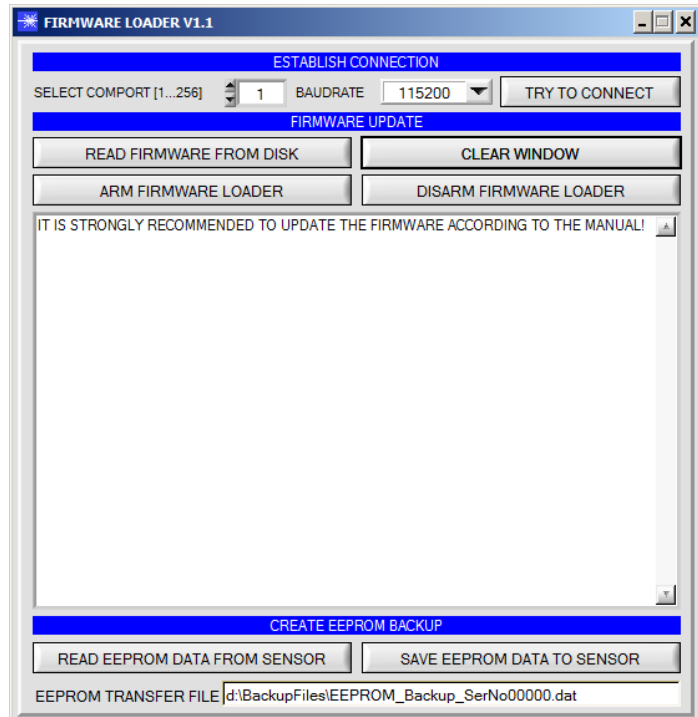 FIRMWARE LOADER V1.1
ESTABLISH CONNECTION
SELECT COMPORT [1...256] 1 BAUDRATE 115200 TRY TO CONNECT
FIRMWARE UPDATE
READ FIRMWARE FROM DISK CLEAR WINDOW
ARM FIRMWARE LOADER DISARM FIRMWARE LOADER
IT IS STRONGLY RECOMMENDED TO UPDATE THE FIRMWARE ACCORDING TO THE MANUAL!
CREATE EEPROM BACKUP
READ EEPROM DATA FROM SENSOR SAVE EEPROM DATA TO SENSOR
EEPROM TRANSFER FILE d:\BackupFiles\EEPROM_Backup_SerNo00000.dat